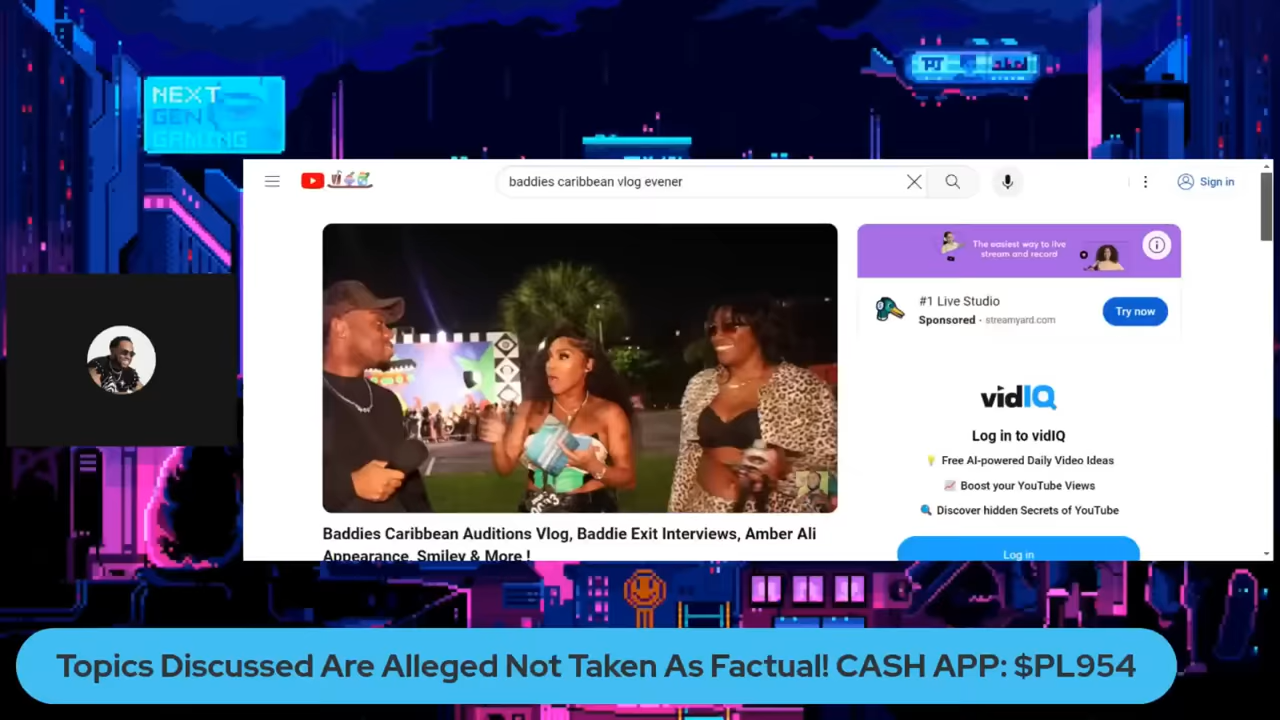 NEXT
GEN
GAMING
baddies caribbean vlog evener
Sign in
The easiest way to live
stream and record
#1 Live Studio
Sponsored · streamyard.com
Try now
vidIQ
Log in to vidIQ
Free AI-powered Daily Video Ideas
Boost your YouTube Views
Discover hidden Secrets of YouTube
Log in
Baddies Caribbean Auditions Vlog, Baddie Exit Interviews, Amber Ali
Appearance, Smiley & More !
Topics Discussed Are Alleged Not Taken As Factual! CASH APP: $PL954